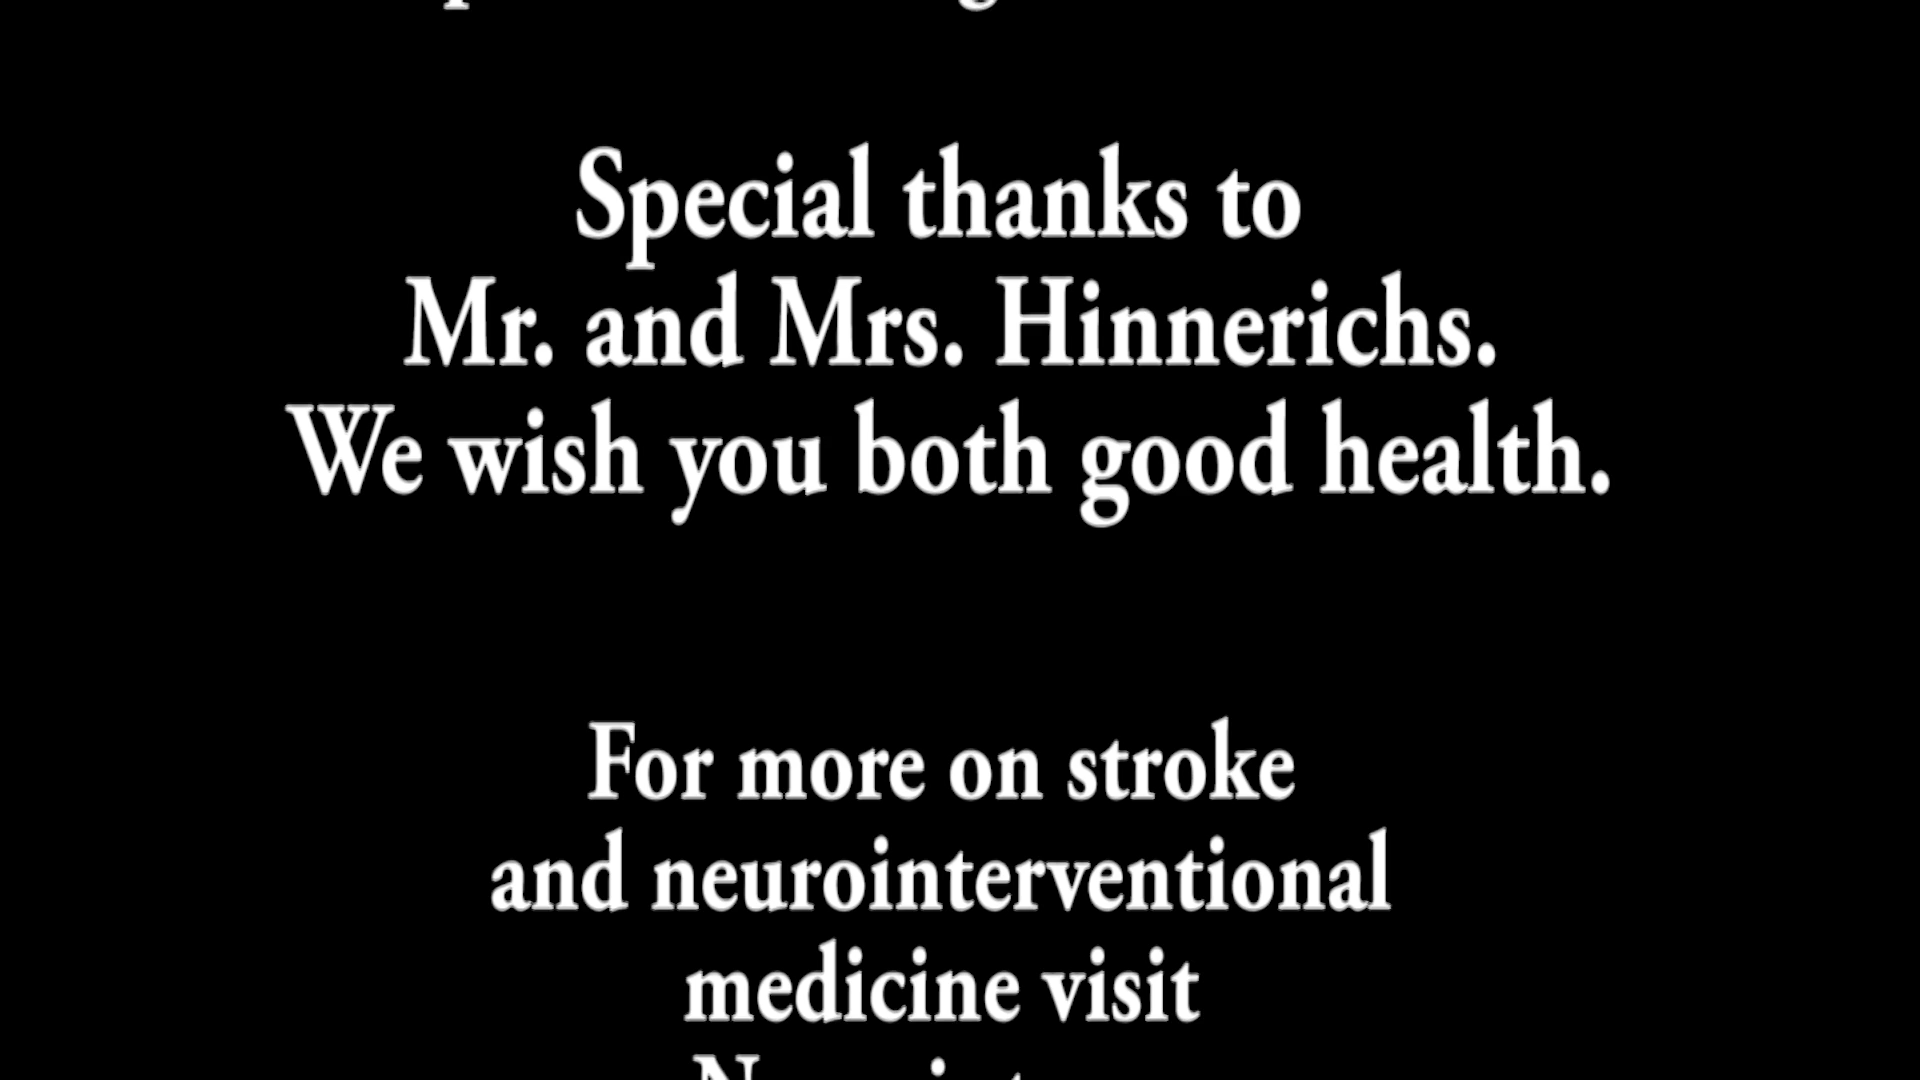 Special thanks to
Mr. and Mrs. Hinnerichs.
We wish you both good health.
For more on stroke
and neurointerventional
medicine visit